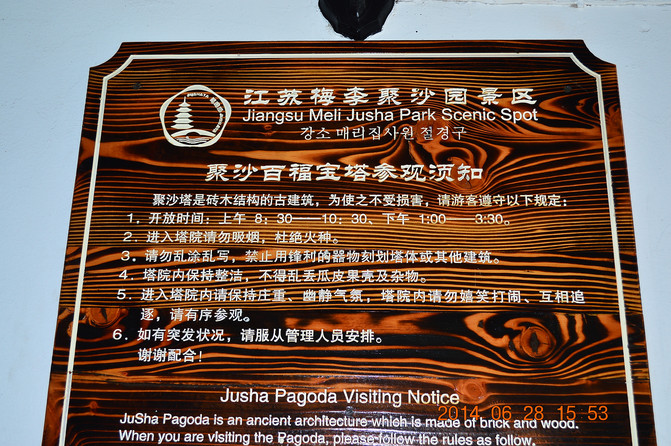 江苏梅李聚沙园景区
Jiangsu Meli Jusha Park Scenic Spot
강소 매리집사원 절경구
聚沙百福宝塔参观须知
聚沙塔是砖木结构的古建筑，为使之不受损害，请游客遵守以下规定：
1．开放时间：上午 8：30——10：30、下午 1:00——3:30。
2．进入塔院请勿吸烟，杜绝火种。
3．请勿乱涂乱写，禁止用锋利的器物刻划塔体或其他建筑。
4．塔院内保持整洁，不得乱丢瓜皮果壳及杂物。
5．进入塔院内请保持庄重、幽静气氛，塔院内请勿嬉笑打闹、互相追
逐，请有序参观。
6．如有突发状况，请服从管理人员安排。
谢谢配合！
Jusha Pagoda Visiting Notice
2014 06 28 15 53
JuSha Pagoda is an ancient architecture which is made of brick and wood.
When you are visiting the Pagoda, please follow the rules as follow.